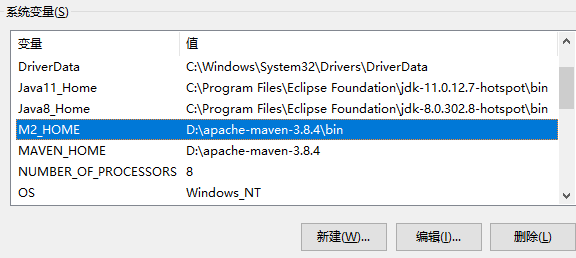 系统变量(S)
变量 值
DriverData C:\Windows\System32\Drivers\DriverData
Java11_Home C:\Program Files\Eclipse Foundation\jdk-11.0.12.7-hotspot\bin
Java8_Home C:\Program Files\Eclipse Foundation\jdk-8.0.302.8-hotspot\bin
M2_HOME D:\apache-maven-3.8.4\bin
MAVEN_HOME D:\apache-maven-3.8.4
NUMBER_OF_PROCESSORS 8
OS Windows_NT
新建(W)... 编辑(I)... 删除(L)